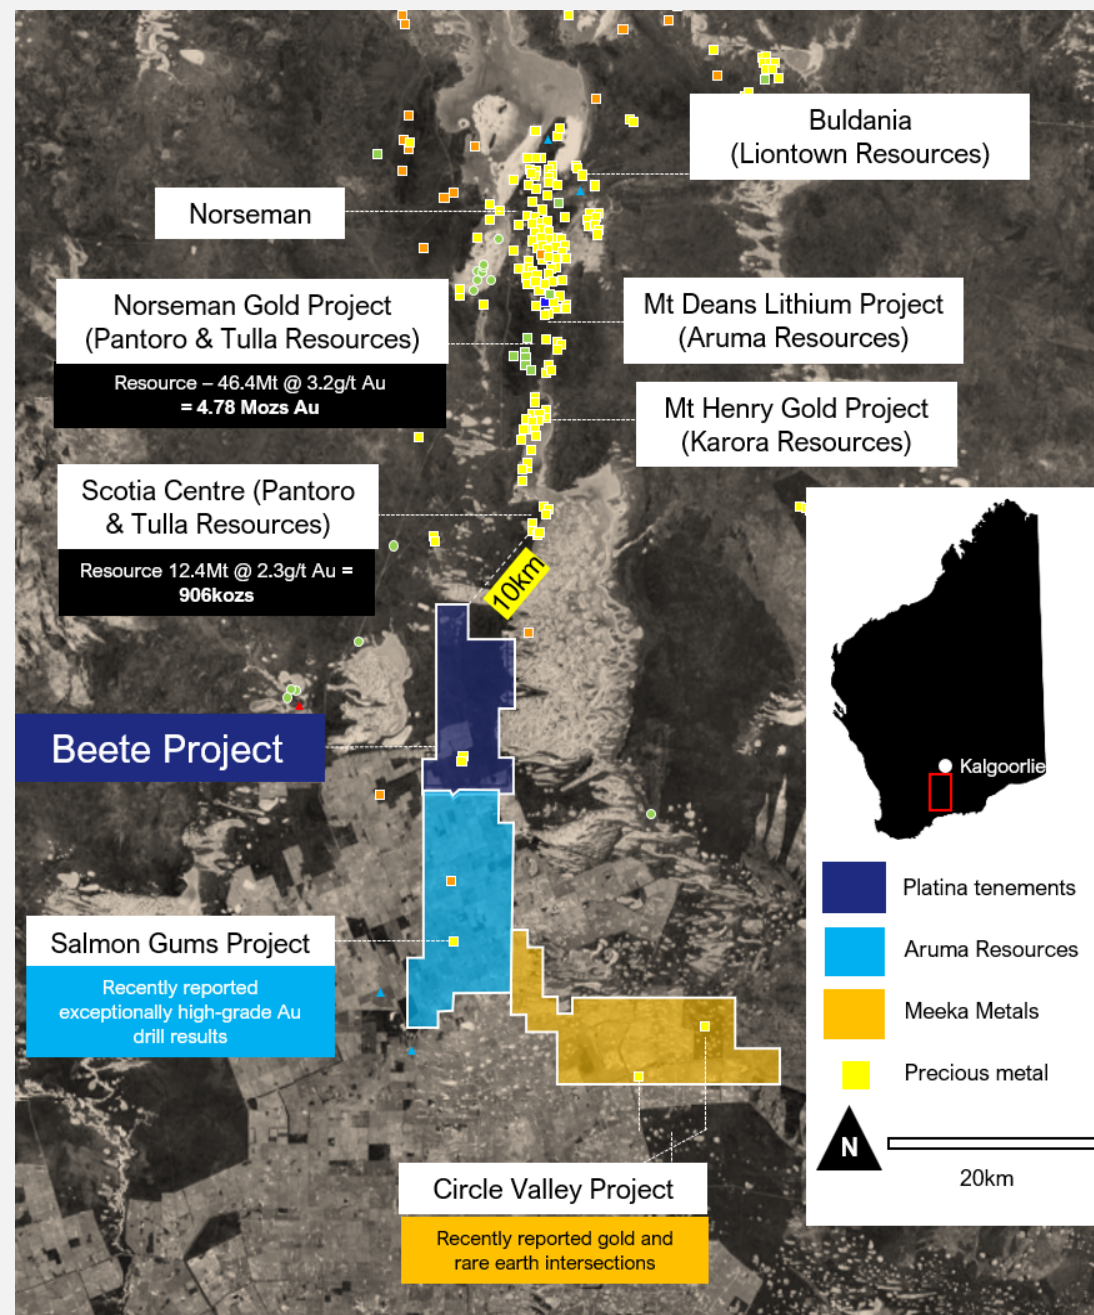 Buldania
(Liontown Resources)
Norseman
Norseman Gold Project
(Pantoro & Tulla Resources)
Resource – 46.4Mt @ 3.2g/t Au
= 4.78 Mozs Au
Mt Deans Lithium Project
(Aruma Resources)
Mt Henry Gold Project
(Karora Resources)
Scotia Centre (Pantoro
& Tulla Resources)
Resource 12.4Mt @ 2.3g/t Au =
906kozs
10km
Beete Project
Kalgoorlie
Salmon Gums Project
Recently reported
exceptionally high-grade Au
drill results
Platina tenements
Aruma Resources
Meeka Metals
Precious metal
N
20km
Circle Valley Project
Recently reported gold and
rare earth intersections